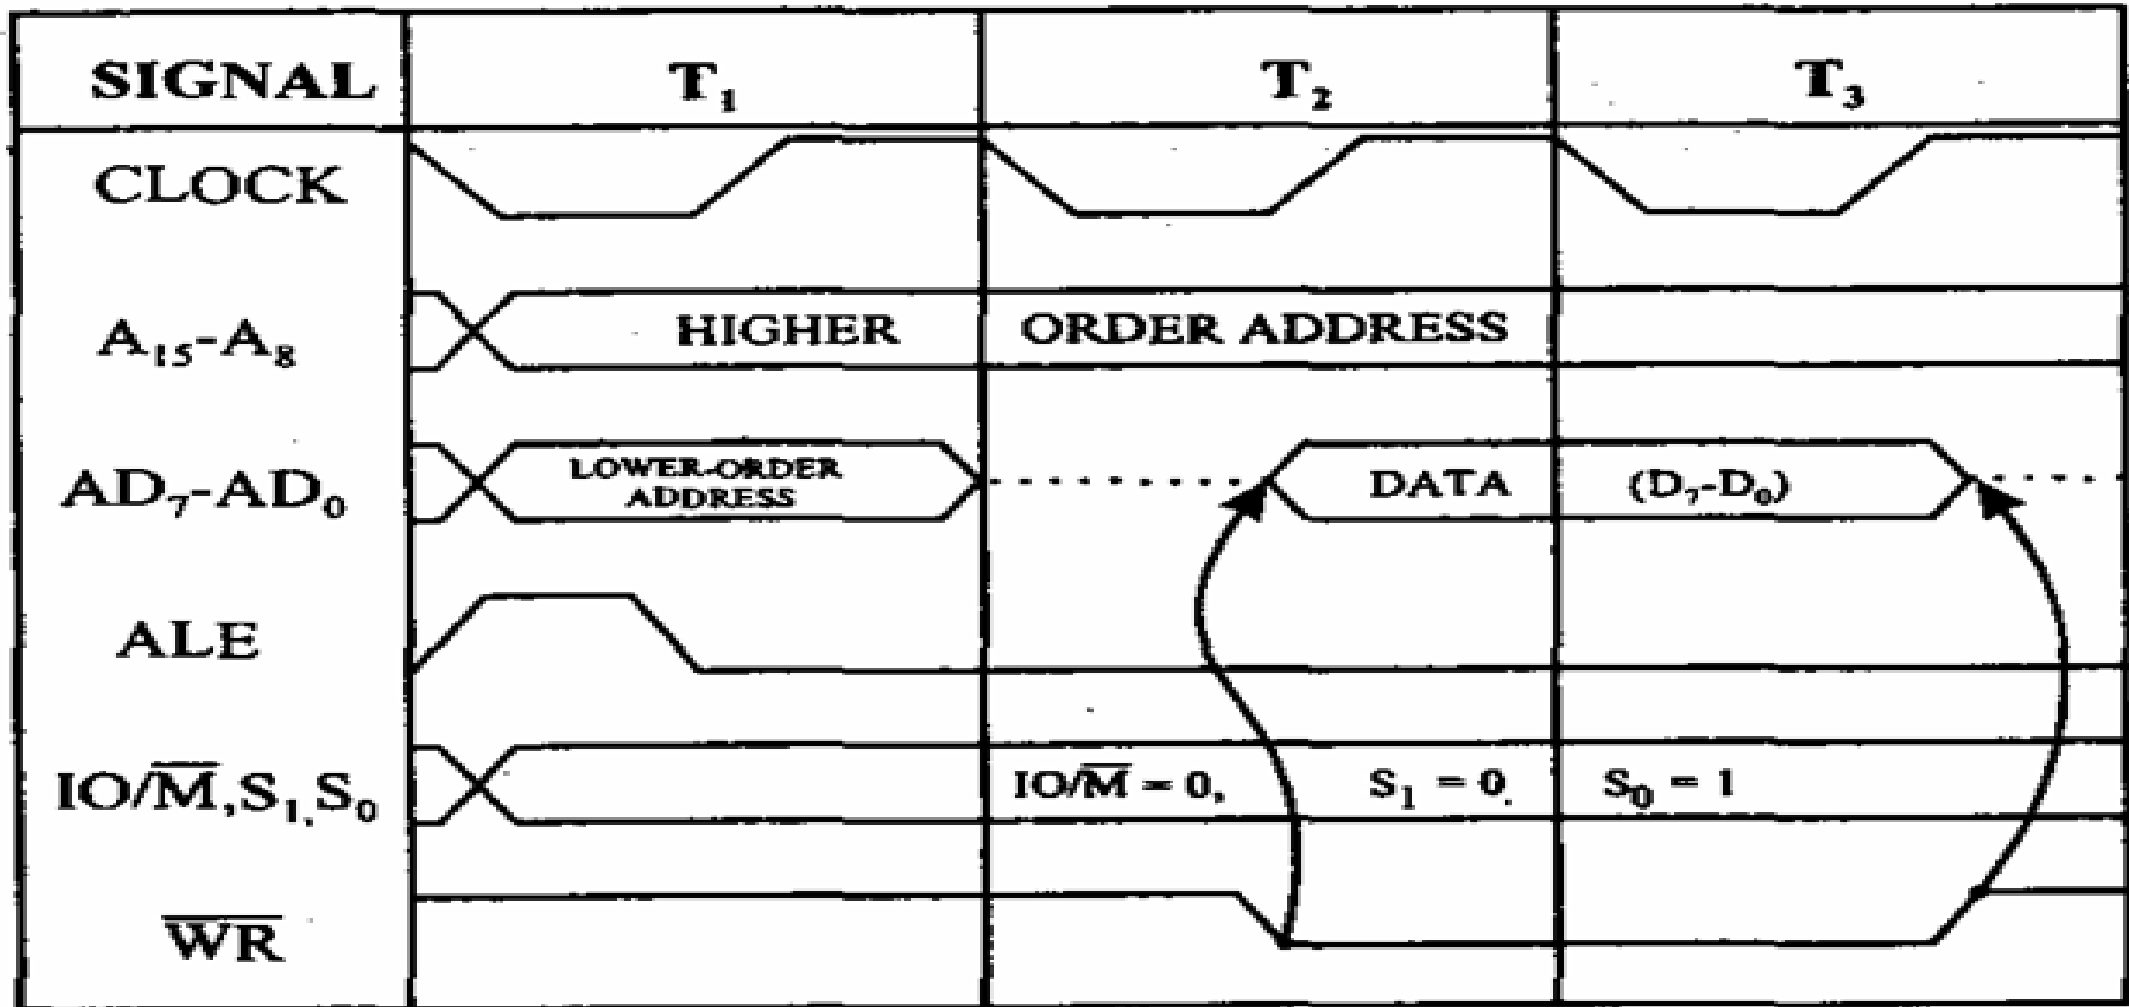 SIGNAL T₁ T₂ T₃
CLOCK
A₁₅-A₈ HIGHER ORDER ADDRESS
AD₇-AD₀ LOWER-ORDER ADDRESS DATA (D₇-D₀)
ALE
IO/M̅,S₁,S₀ IO/M̅ = 0, S₁ = 0, S₀ = 1
W̅R̅